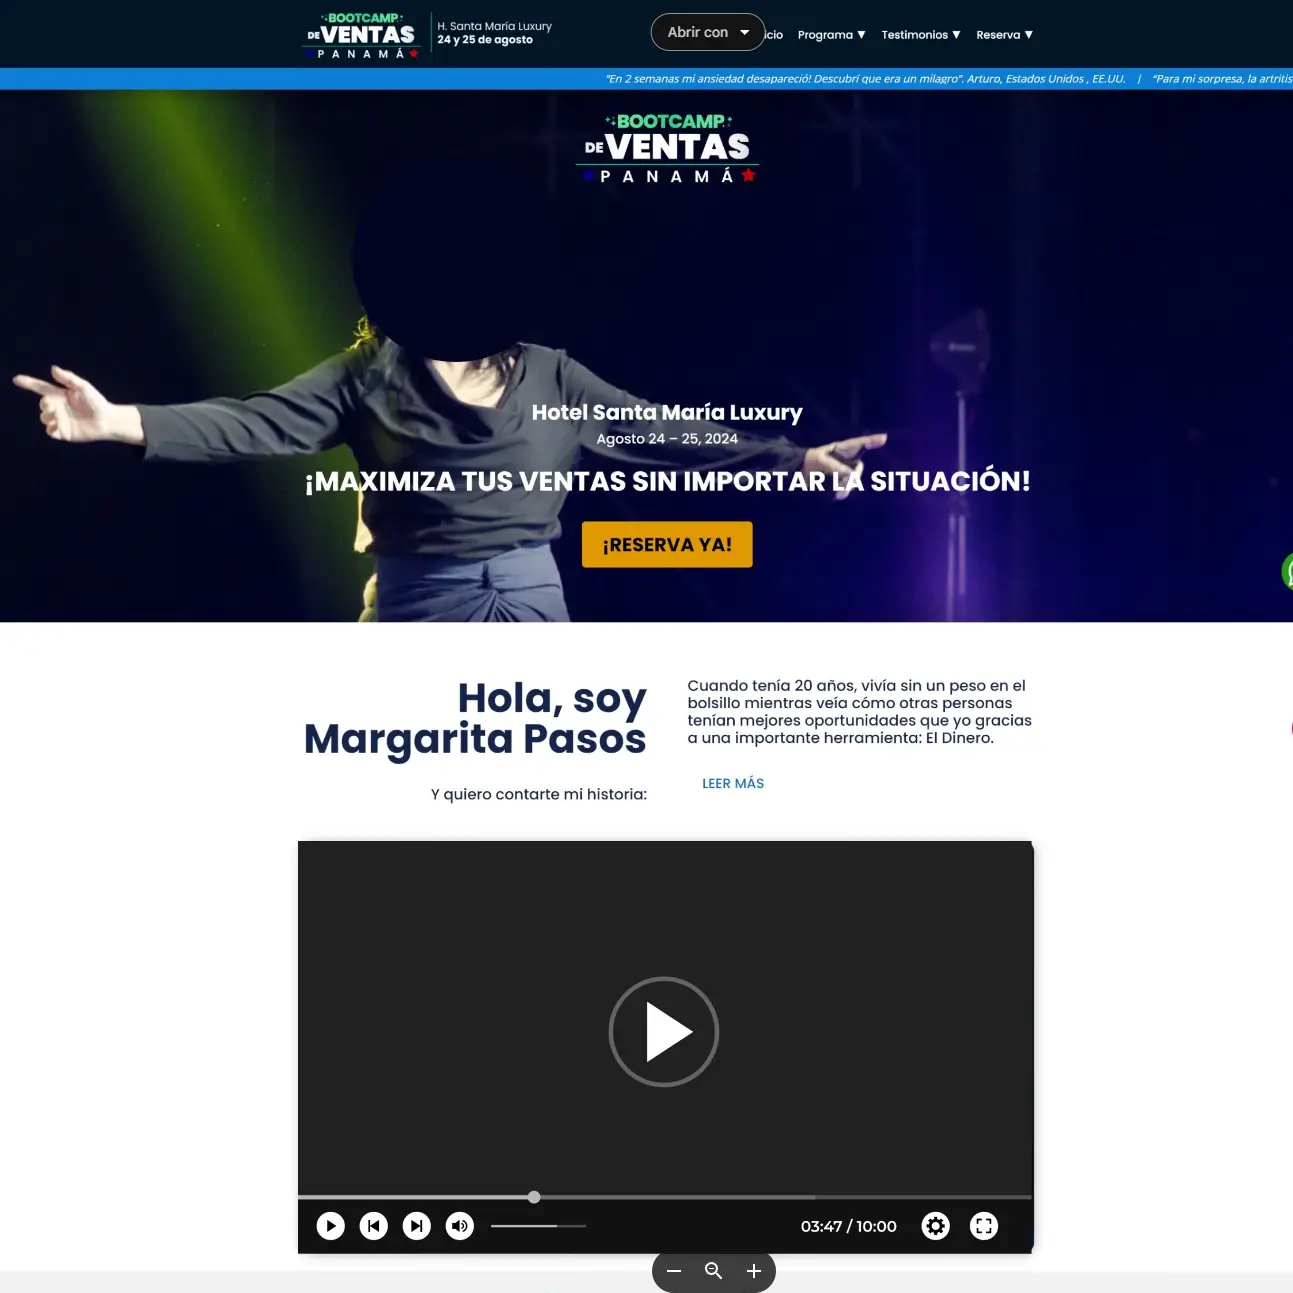 BOOTCAMP
DE VENTAS
PANAMÁ
H. Santa María Luxury
24 y 25 de agosto
Abrir con
Programa ▼
Testimonios ▼
Reserva ▼
“En 2 semanas mi ansiedad desapareció! Descubrí que era un milagro”. Arturo, Estados Unidos , EE.UU. | “Para mi sorpresa, la artritis
BOOTCAMP
DE VENTAS
PANAMÁ
Hotel Santa María Luxury
Agosto 24 – 25, 2024
¡MAXIMIZA TUS VENTAS SIN IMPORTAR LA SITUACIÓN!
¡RESERVA YA!
Hola, soy
Margarita Pasos
Y quiero contarte mi historia:
Cuando tenía 20 años, vivía sin un peso en el
bolsillo mientras veía cómo otras personas
tenían mejores oportunidades que yo gracias
a una importante herramienta: El Dinero.
LEER MÁS
03:47 / 10:00